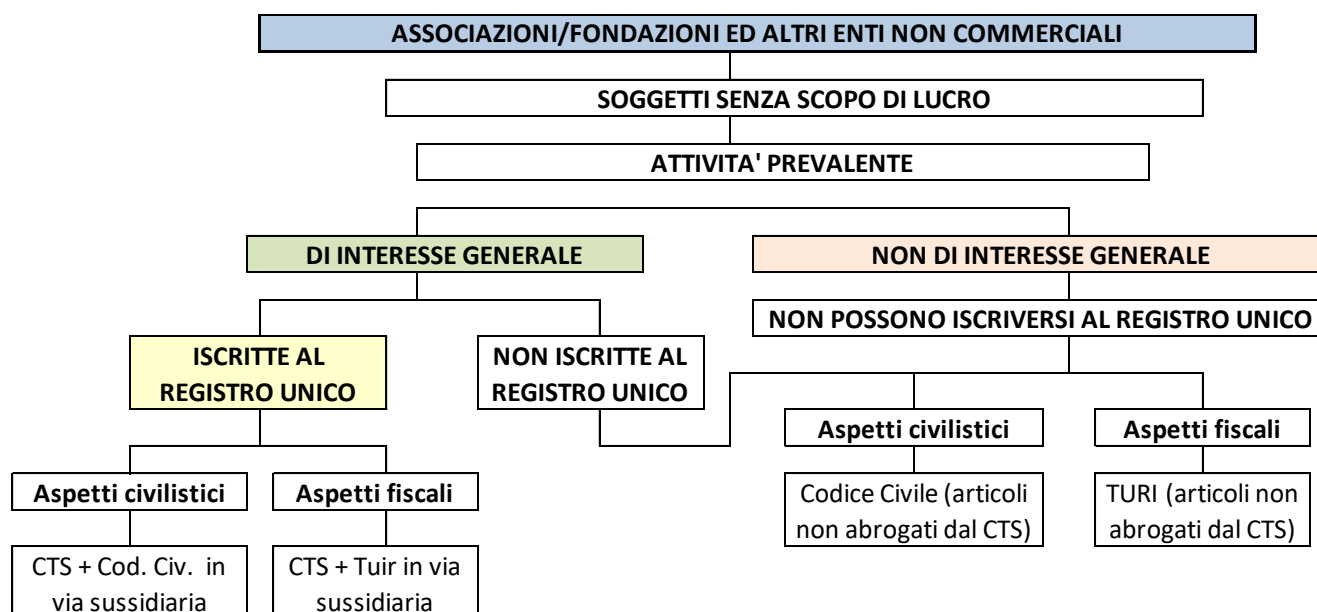 ASSOCIAZIONI/FONDAZIONI ED ALTRI ENTI NON COMMERCIALI
SOGGETTI SENZA SCOPO DI LUCRO
ATTIVITA' PREVALENTE
DI INTERESSE GENERALE
NON DI INTERESSE GENERALE
NON POSSONO ISCRIVERSI AL REGISTRO UNICO
ISCRITTE AL
REGISTRO UNICO
NON ISCRITTE AL
REGISTRO UNICO
Aspetti civilistici
Aspetti fiscali
Codice Civile (articoli
non abrogati dal CTS)
TURI (articoli non
abrogati dal CTS)
Aspetti civilistici
Aspetti fiscali
CTS + Cod. Civ. in
via sussidiaria
CTS + Tuir in via
sussidiaria